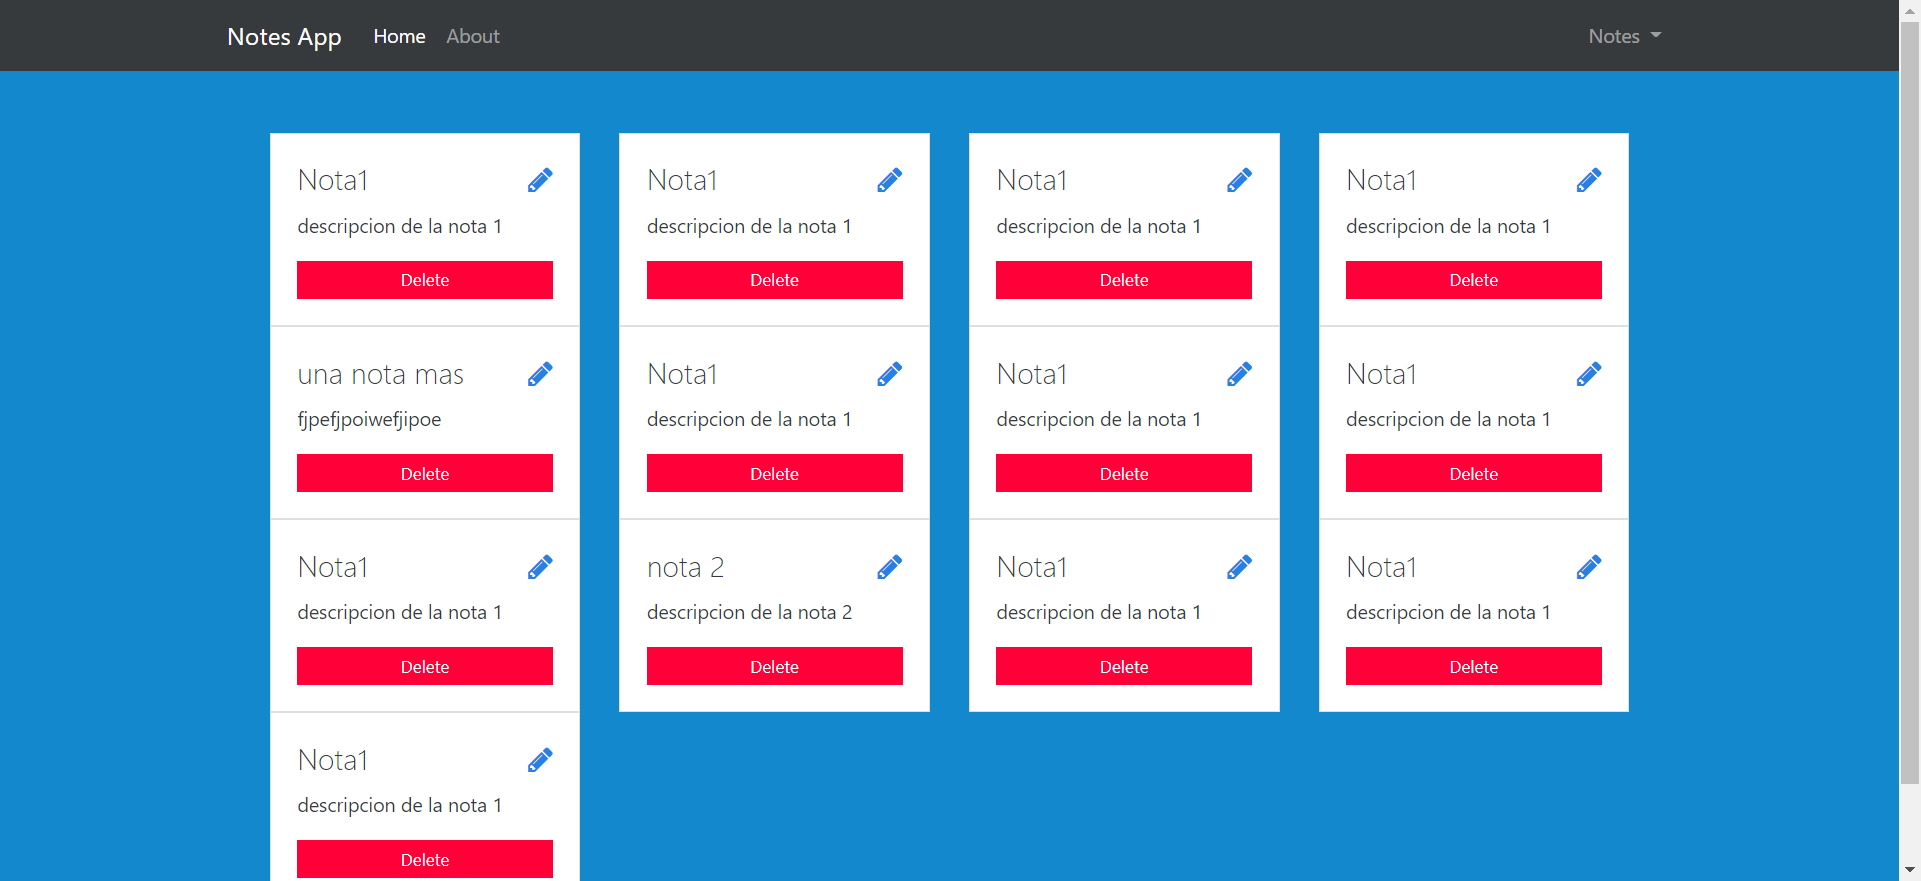 Notes App Home About Notes
Nota1 Nota1 Nota1 Nota1
descripcion de la nota 1 descripcion de la nota 1 descripcion de la nota 1 descripcion de la nota 1
Delete Delete Delete Delete
una nota mas Nota1 Nota1 Nota1
fjpefjpoiwefjipoe descripcion de la nota 1 descripcion de la nota 1 descripcion de la nota 1
Delete Delete Delete Delete
Nota1 nota 2 Nota1 Nota1
descripcion de la nota 1 descripcion de la nota 2 descripcion de la nota 1 descripcion de la nota 1
Delete Delete Delete Delete
Nota1
descripcion de la nota 1
Delete